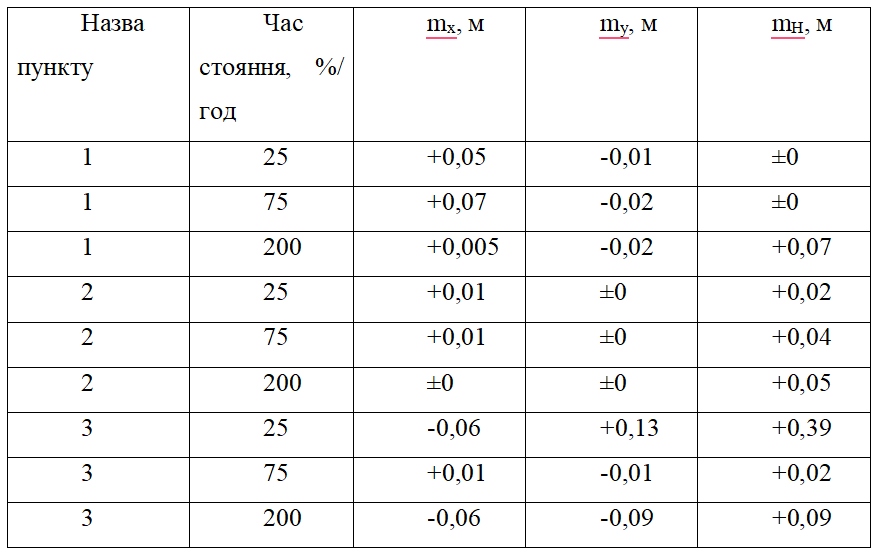 Назва пункту Час стояння, %/год mх, м mу, м mН, м
1 25 +0,05 -0,01 ±0
1 75 +0,07 -0,02 ±0
1 200 +0,005 -0,02 +0,07
2 25 +0,01 ±0 +0,02
2 75 +0,01 ±0 +0,04
2 200 ±0 ±0 +0,05
3 25 -0,06 +0,13 +0,39
3 75 +0,01 -0,01 +0,02
3 200 -0,06 -0,09 +0,09